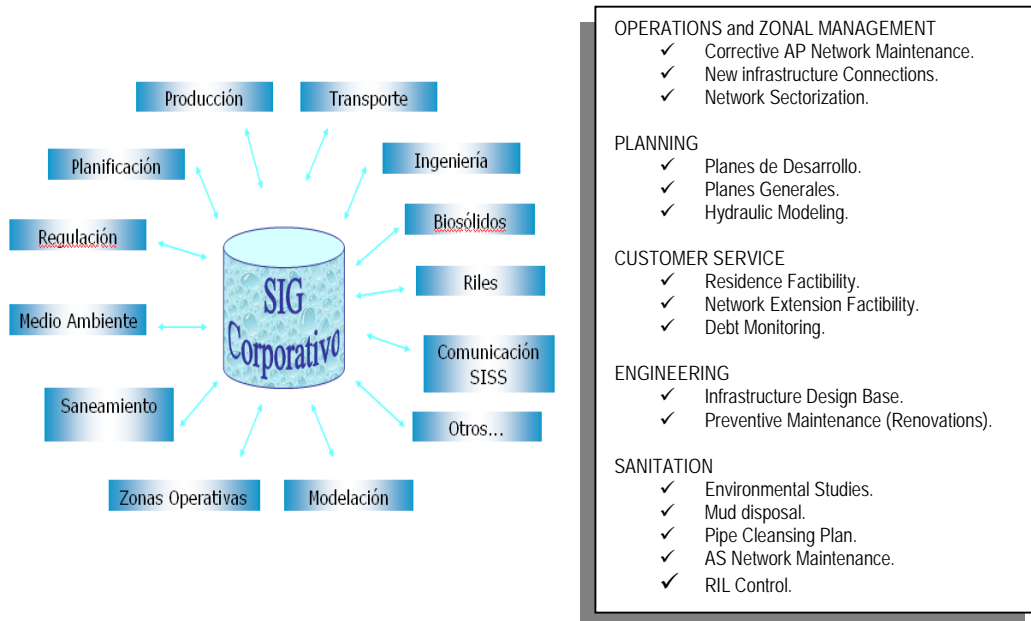 Producción
Transporte
Planificación
Ingeniería
Regulación
Biosólidos
Medio Ambiente
Riles
Saneamiento
Comunicación
SISS
Zonas Operativas
Modelación
Otros...
SIG
Corporativo
OPERATIONS and ZONAL MANAGEMENT
✓ Corrective AP Network Maintenance.
✓ New infrastructure Connections.
✓ Network Sectorization.
PLANNING
✓ Planes de Desarrollo.
✓ Planes Generales.
✓ Hydraulic Modeling.
CUSTOMER SERVICE
✓ Residence Factibility.
✓ Network Extension Factibility.
✓ Debt Monitoring.
ENGINEERING
✓ Infrastructure Design Base.
✓ Preventive Maintenance (Renovations).
SANITATION
✓ Environmental Studies.
✓ Mud disposal.
✓ Pipe Cleansing Plan.
✓ AS Network Maintenance.
✓ RIL Control.